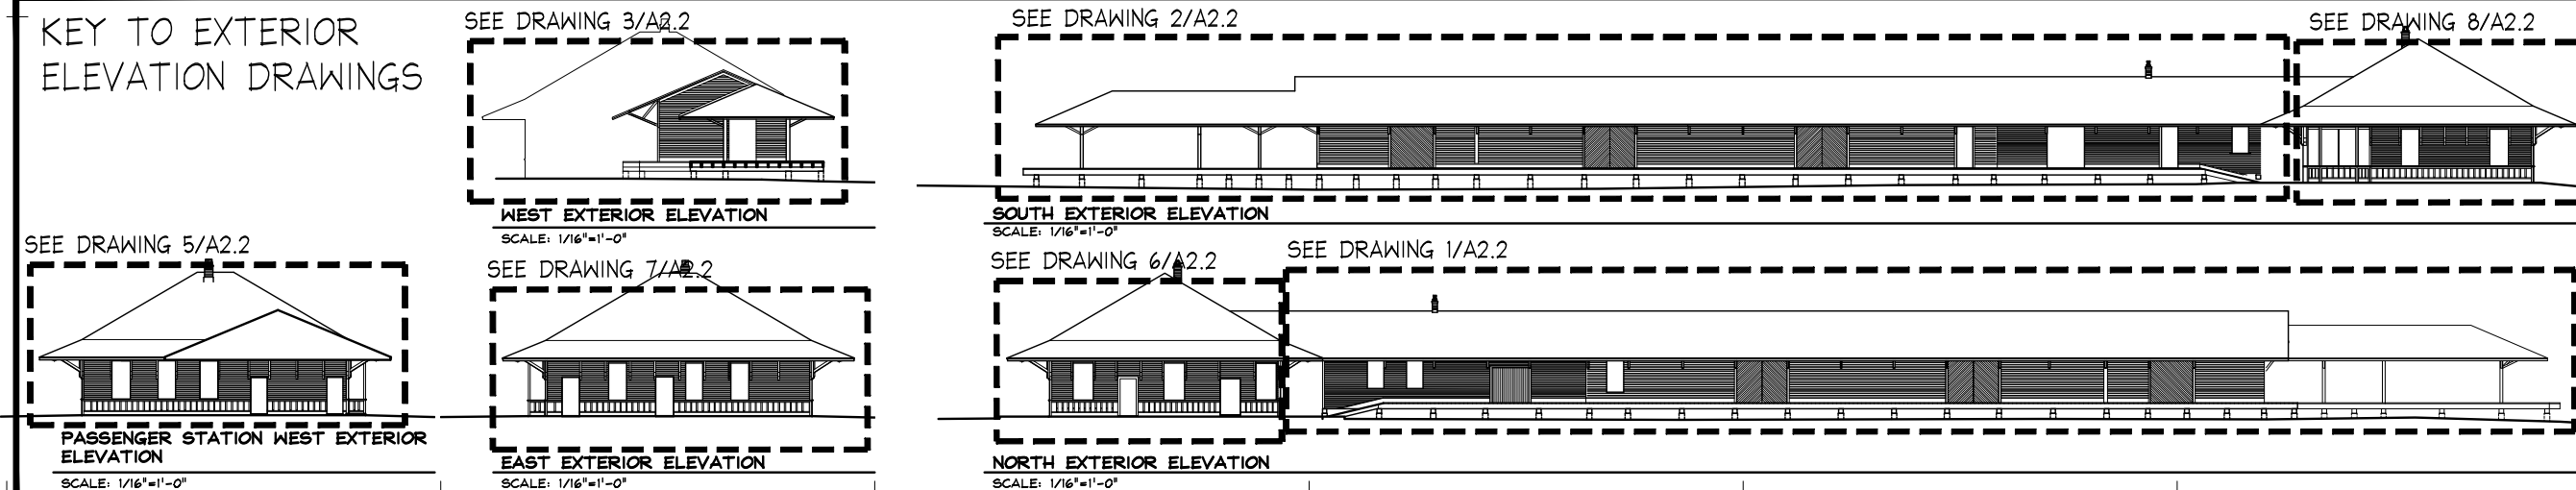 KEY TO EXTERIOR
ELEVATION DRAWINGS
SEE DRAWING 3/A2.2
WEST EXTERIOR ELEVATION
SCALE: 1/16"=1'-0"
SEE DRAWING 2/A2.2
SEE DRAWING 8/A2.2
SOUTH EXTERIOR ELEVATION
SCALE: 1/16"=1'-0"
SEE DRAWING 5/A2.2
PASSENGER STATION WEST EXTERIOR
ELEVATION
SCALE: 1/16"=1'-0"
SEE DRAWING 7/A2.2
EAST EXTERIOR ELEVATION
SCALE: 1/16"=1'-0"
SEE DRAWING 6/A2.2
SEE DRAWING 1/A2.2
NORTH EXTERIOR ELEVATION
SCALE: 1/16"=1'-0"